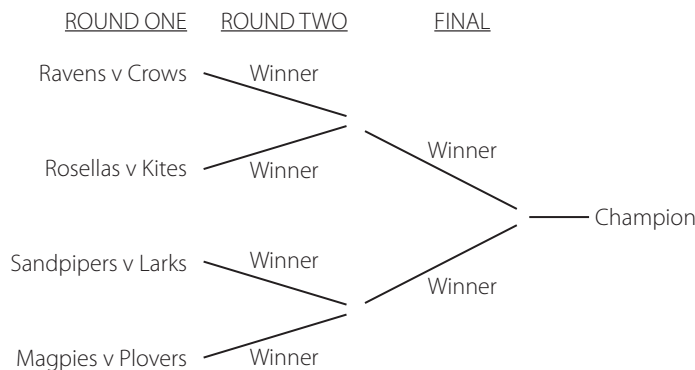 ROUND ONE ROUND TWO FINAL
Ravens v Crows Winner
Winner
Rosellas v Kites Winner
Champion
Sandpipers v Larks Winner
Winner
Magpies v Plovers Winner